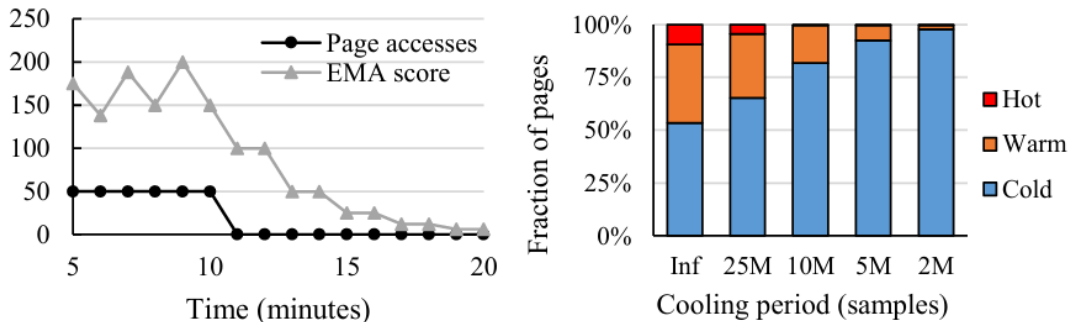 250
200
150
100
50
0
Page accesses
EMA score
5 10 15 20
Time (minutes)
Fraction of pages
100%
75%
50%
25%
0%
Hot
Warm
Cold
Inf 25M 10M 5M 2M
Cooling period (samples)